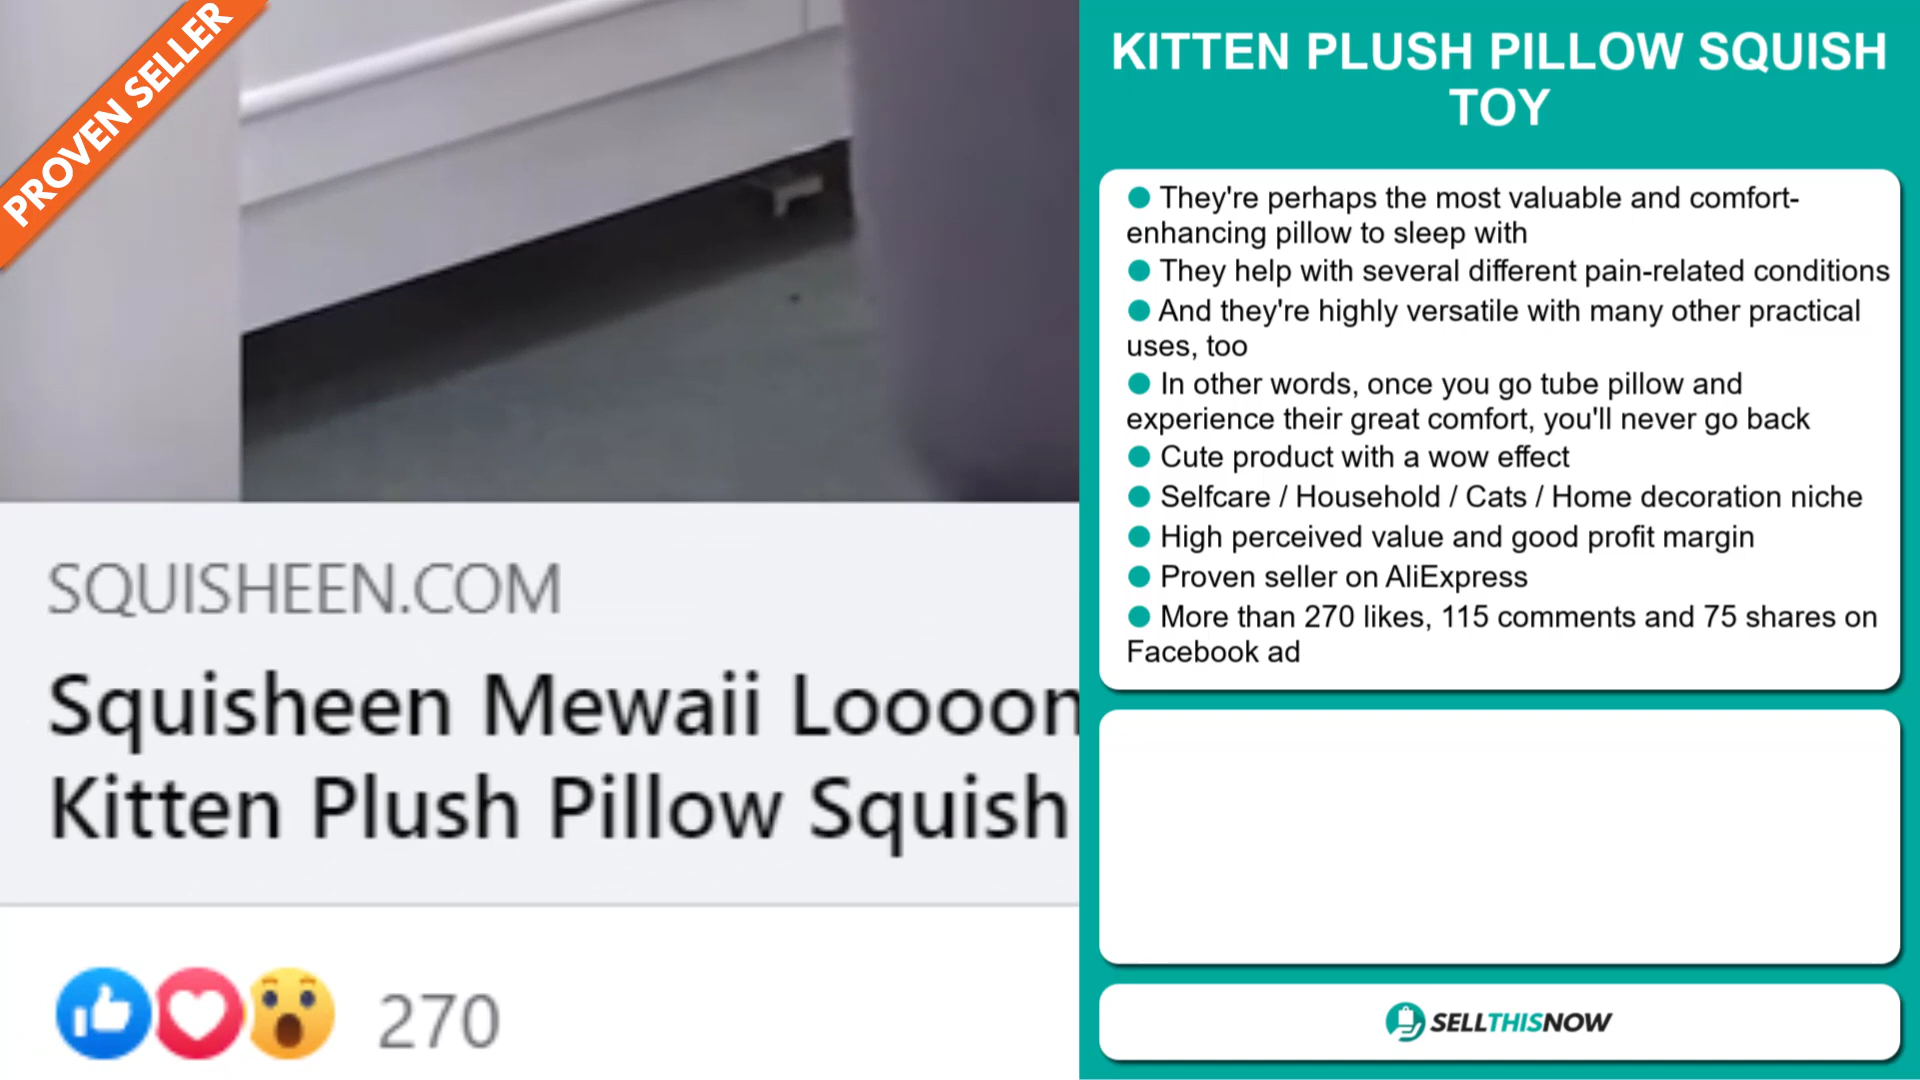 PROVEN SELLER
SQUISHEEN.COM
Squisheen Mewaii Loooon
Kitten Plush Pillow Squish
270
KITTEN PLUSH PILLOW SQUISH
TOY
They're perhaps the most valuable and comfort-
enhancing pillow to sleep with
They help with several different pain-related conditions
And they're highly versatile with many other practical
uses, too
In other words, once you go tube pillow and
experience their great comfort, you'll never go back
Cute product with a wow effect
Selfcare / Household / Cats / Home decoration niche
High perceived value and good profit margin
Proven seller on AliExpress
More than 270 likes, 115 comments and 75 shares on
Facebook ad
SELLTHISNOW